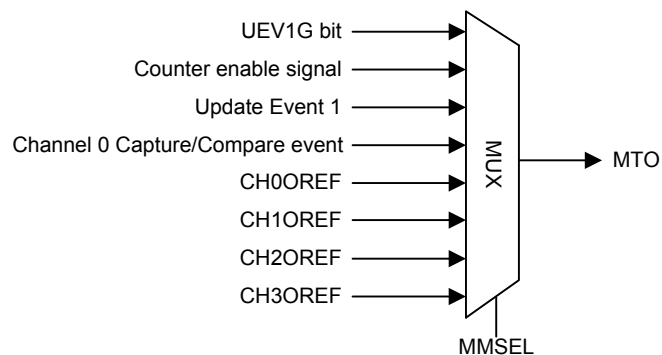 UEV1G bit
Counter enable signal
Update Event 1
Channel 0 Capture/Compare event
CH0OREF
CH1OREF
CH2OREF
CH3OREF
MUX
MTO
MMSEL